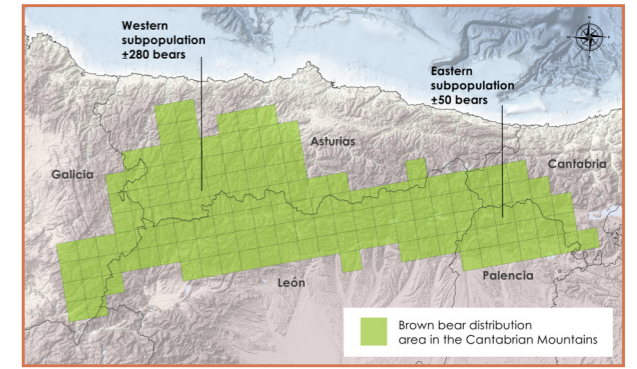 Western
subpopulation
±280 bears
Eastern
subpopulation
±50 bears
Asturias
Cantabria
Galicia
León
Palencia
Brown bear distribution
area in the Cantabrian Mountains